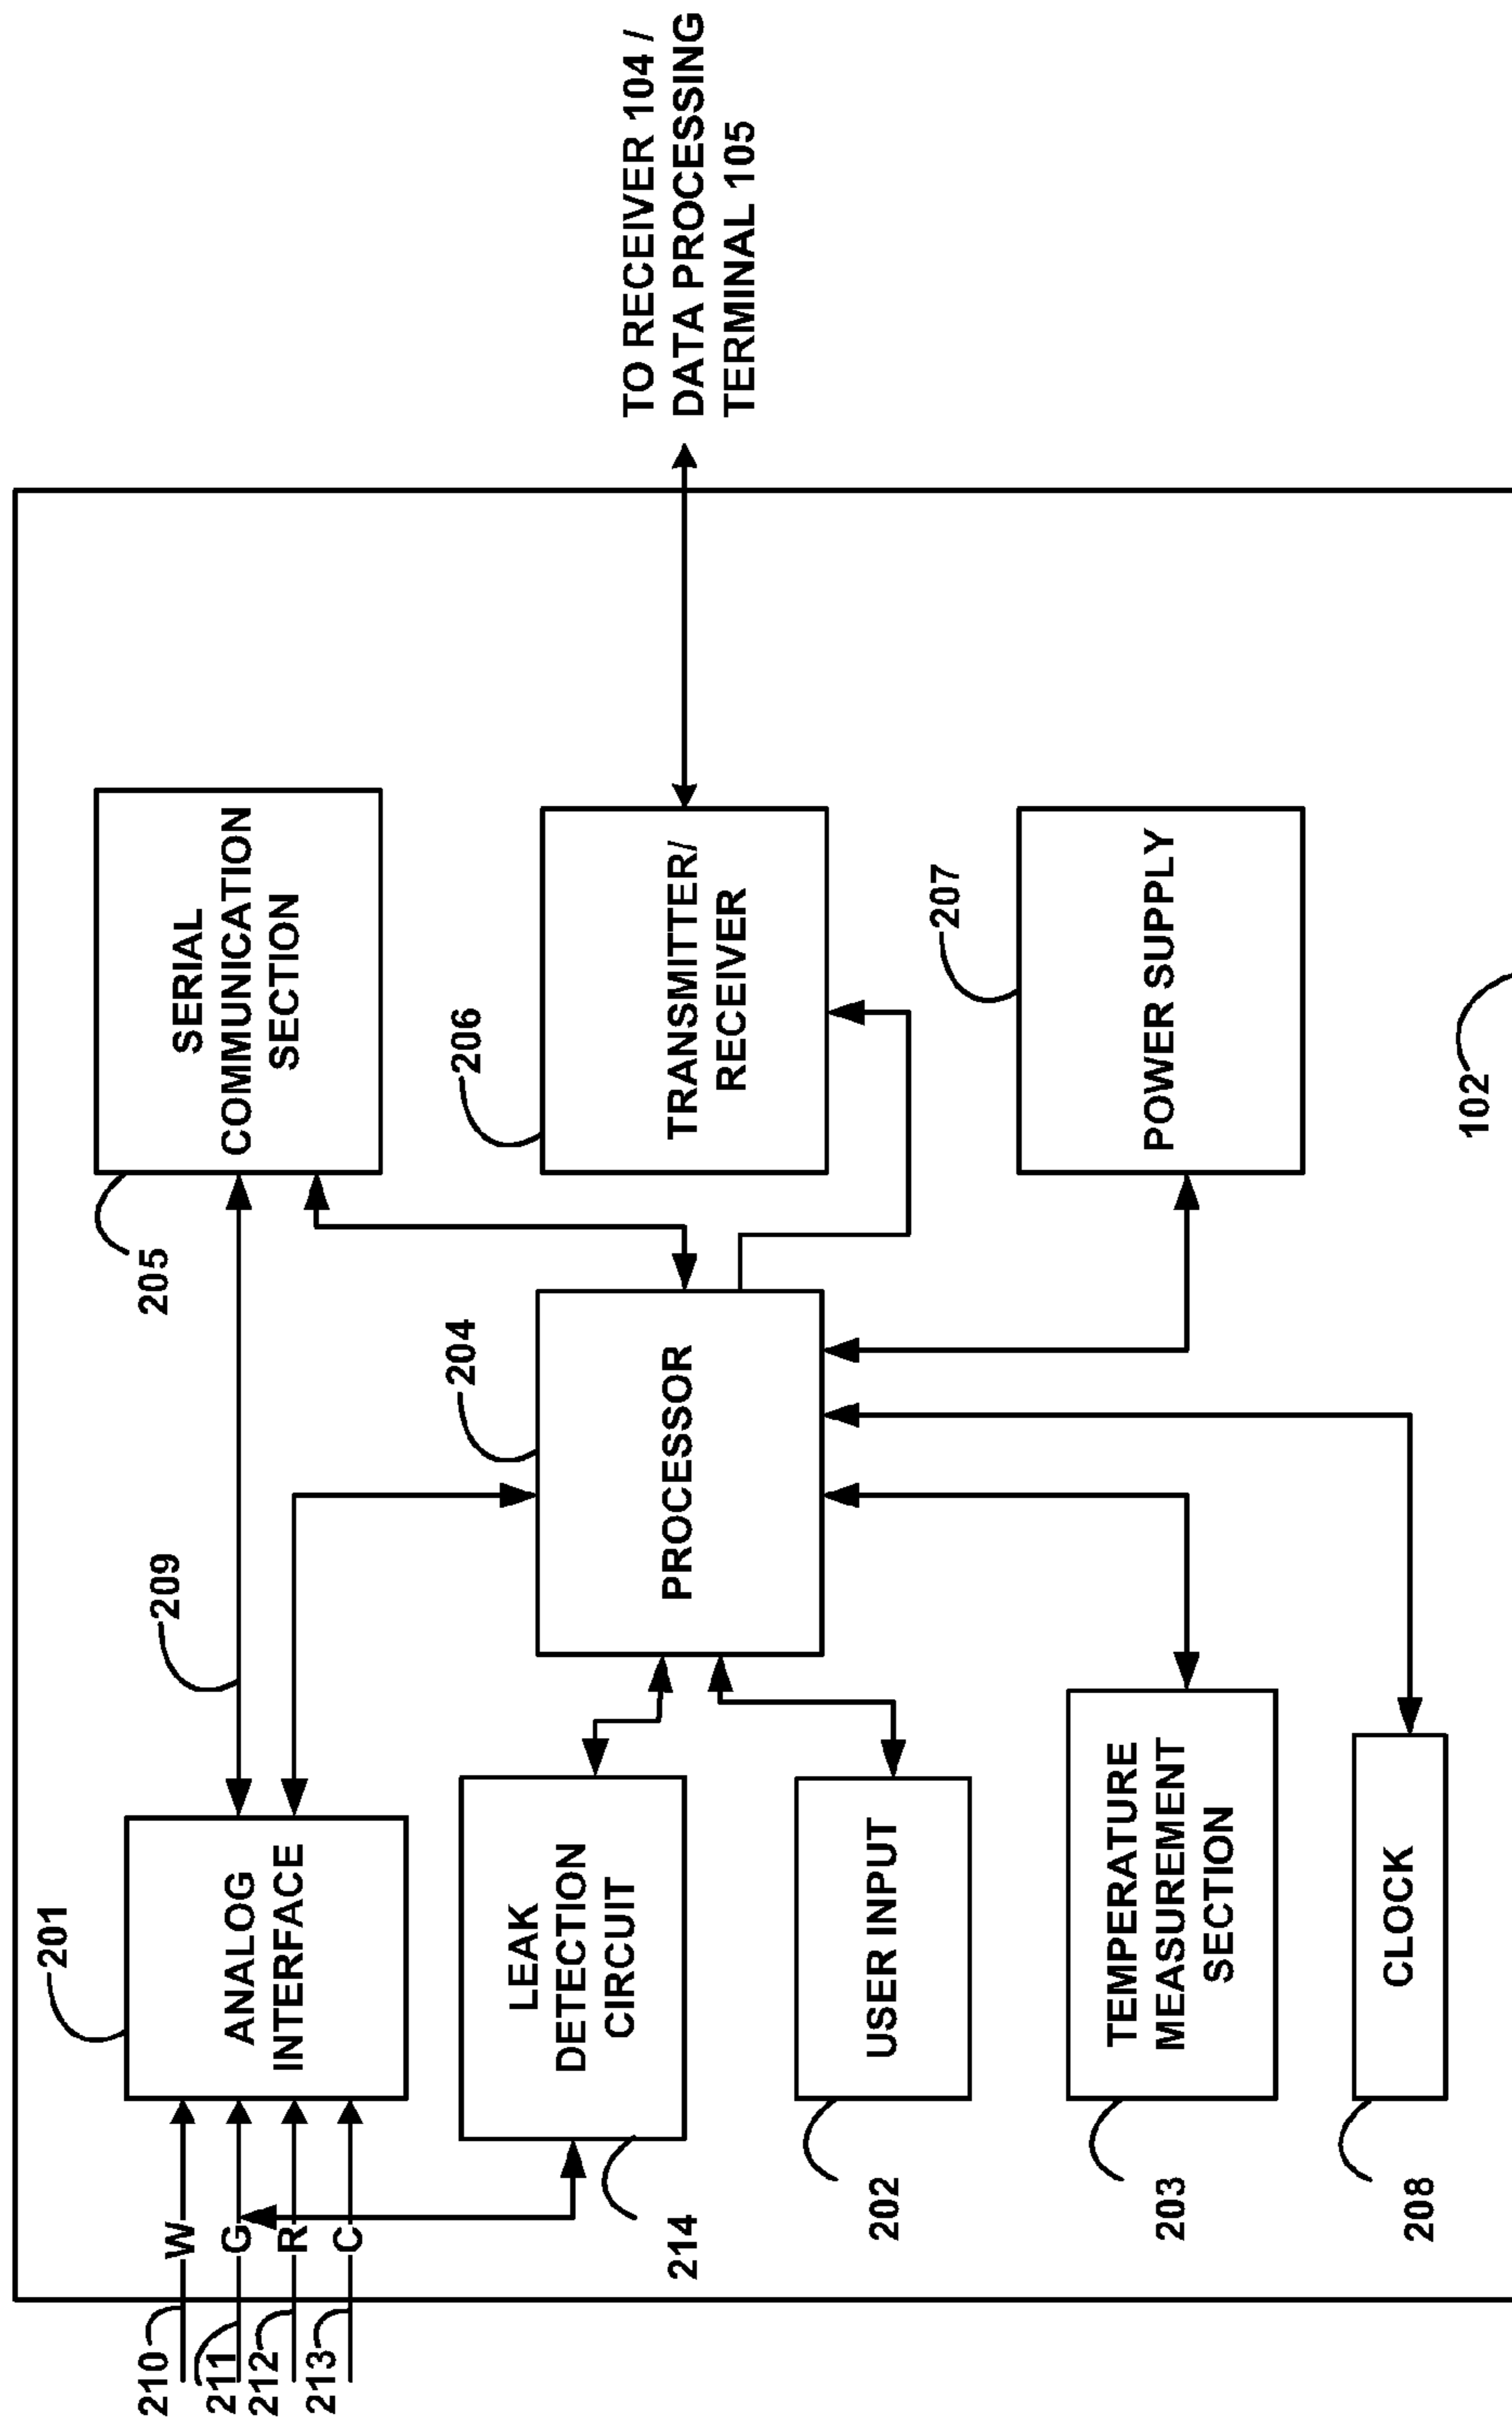 210
W
211
G
212
R
213
C
201
ANALOG
INTERFACE
209
205
SERIAL
COMMUNICATION
SECTION
214
LEAK
DETECTION
CIRCUIT
204
PROCESSOR
206
TRANSMITTER/
RECEIVER
TO RECEIVER 104 /
DATA PROCESSING
TERMINAL 105
202
USER INPUT
207
POWER SUPPLY
203
TEMPERATURE
MEASUREMENT
SECTION
208
CLOCK
102